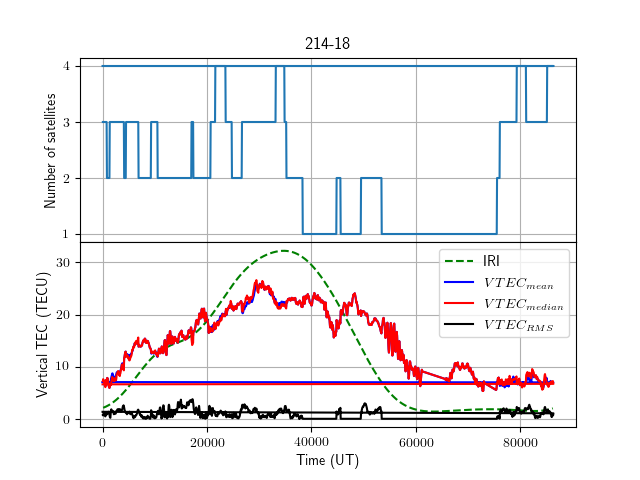 214-18
4
3
2
1
Number of satellites
IRI
VTEC_mean
VTEC_median
VTEC_RMS
30
20
10
0
Vertical TEC (TECU)
0 20000 40000 60000 80000
Time (UT)